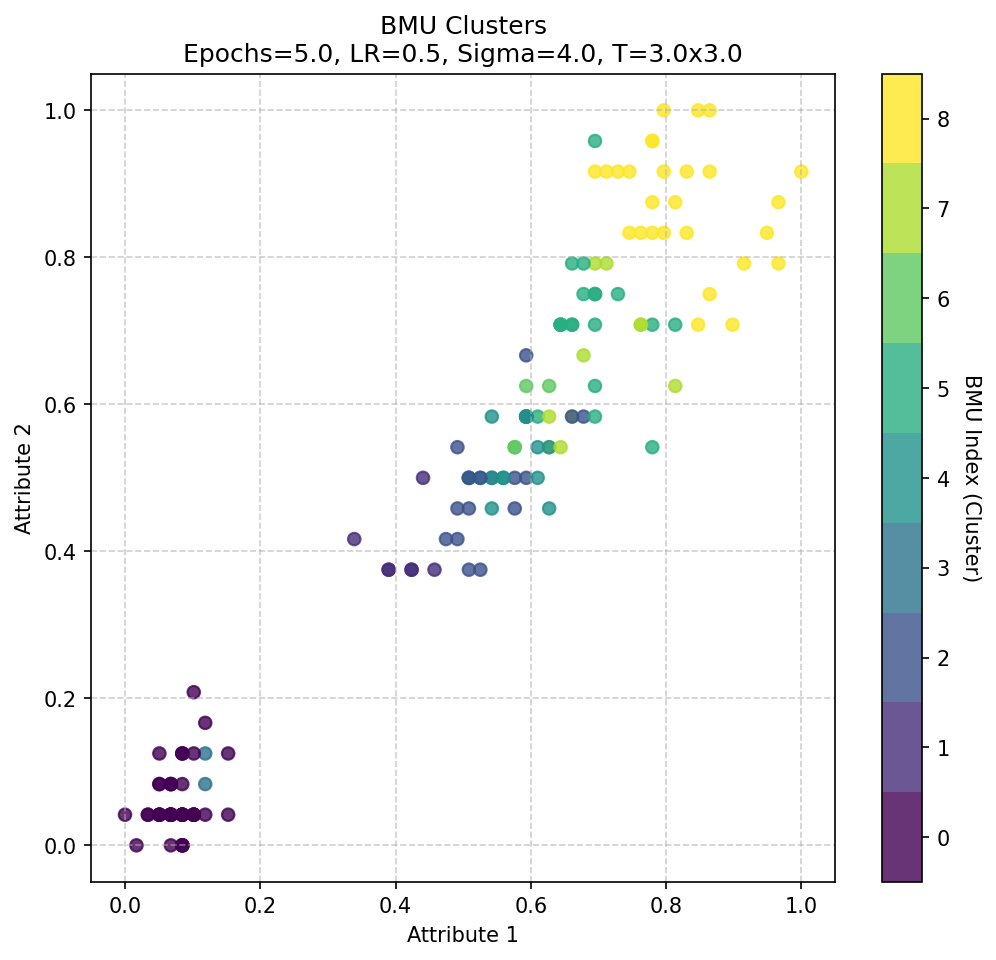 BMU Clusters
Epochs=5.0, LR=0.5, Sigma=4.0, T=3.0x3.0
1.0
0.8
0.6
0.4
0.2
0.0
Attribute 2
0.0 0.2 0.4 0.6 0.8 1.0
Attribute 1
8
7
6
5
4
3
2
1
0
BMU Index (Cluster)